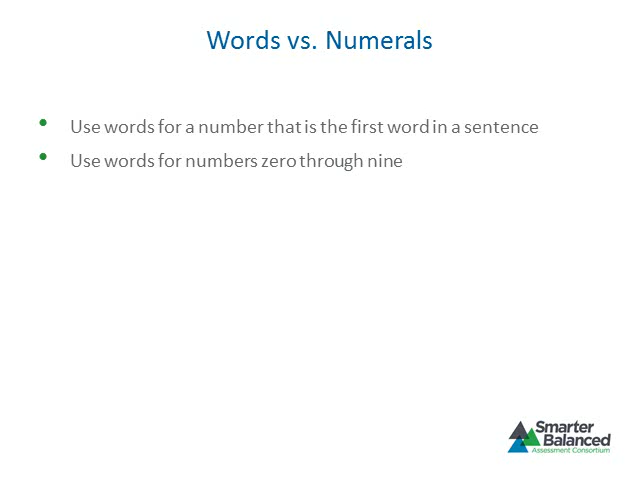 Words vs. Numerals
• Use words for a number that is the first word in a sentence
• Use words for numbers zero through nine
Smarter
Balanced
Assessment Consortium